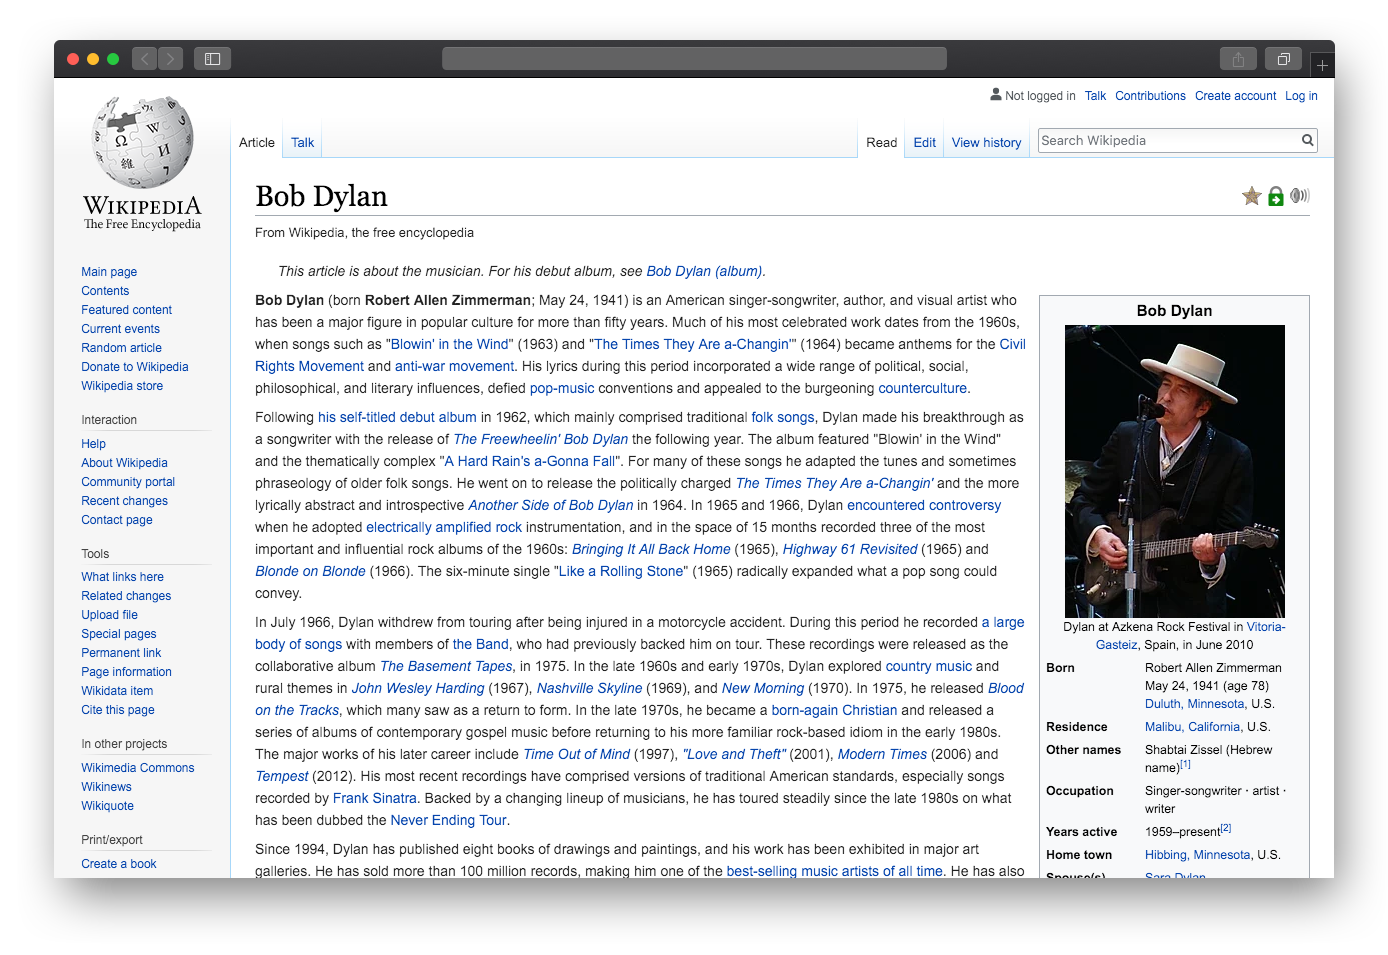 Not logged in Talk Contributions Create account Log in
Article Talk
Read Edit View history
Search Wikipedia
WIKIPEDIA
The Free Encyclopedia
Main page
Contents
Featured content
Current events
Random article
Donate to Wikipedia
Wikipedia store
Interaction
Help
About Wikipedia
Community portal
Recent changes
Contact page
Tools
What links here
Related changes
Upload file
Special pages
Permanent link
Page information
Wikidata item
Cite this page
In other projects
Wikimedia Commons
Wikinews
Wikiquote
Print/export
Create a book
Bob Dylan
From Wikipedia, the free encyclopedia
This article is about the musician. For his debut album, see Bob Dylan (album).
Bob Dylan (born Robert Allen Zimmerman; May 24, 1941) is an American singer-songwriter, author, and visual artist who
has been a major figure in popular culture for more than fifty years. Much of his most celebrated work dates from the 1960s,
when songs such as "Blowin' in the Wind" (1963) and "The Times They Are a-Changin'" (1964) became anthems for the Civil
Rights Movement and anti-war movement. His lyrics during this period incorporated a wide range of political, social,
philosophical, and literary influences, defied pop-music conventions and appealed to the burgeoning counterculture.
Following his self-titled debut album in 1962, which mainly comprised traditional folk songs, Dylan made his breakthrough as
a songwriter with the release of The Freewheelin' Bob Dylan the following year. The album featured "Blowin' in the Wind"
and the thematically complex "A Hard Rain's a-Gonna Fall". For many of these songs he adapted the tunes and sometimes
phraseology of older folk songs. He went on to release the politically charged The Times They Are a-Changin' and the more
lyrically abstract and introspective Another Side of Bob Dylan in 1964. In 1965 and 1966, Dylan encountered controversy
when he adopted electrically amplified rock instrumentation, and in the space of 15 months recorded three of the most
important and influential rock albums of the 1960s: Bringing It All Back Home (1965), Highway 61 Revisited (1965) and
Blonde on Blonde (1966). The six-minute single "Like a Rolling Stone" (1965) radically expanded what a pop song could
convey.
In July 1966, Dylan withdrew from touring after being injured in a motorcycle accident. During this period he recorded a large
body of songs with members of the Band, who had previously backed him on tour. These recordings were released as the
collaborative album The Basement Tapes, in 1975. In the late 1960s and early 1970s, Dylan explored country music and
rural themes in John Wesley Harding (1967), Nashville Skyline (1969), and New Morning (1970). In 1975, he released Blood
on the Tracks, which many saw as a return to form. In the late 1970s, he became a born-again Christian and released a
series of albums of contemporary gospel music before returning to his more familiar rock-based idiom in the early 1980s.
The major works of his later career include Time Out of Mind (1997), "Love and Theft" (2001), Modern Times (2006) and
Tempest (2012). His most recent recordings have comprised versions of traditional American standards, especially songs
recorded by Frank Sinatra. Backed by a changing lineup of musicians, he has toured steadily since the late 1980s on what
has been dubbed the Never Ending Tour.
Since 1994, Dylan has published eight books of drawings and paintings, and his work has been exhibited in major art
galleries. He has sold more than 100 million records, making him one of the best-selling music artists of all time. He has also
Bob Dylan
Dylan at Azkena Rock Festival in Vitoria-
Gasteiz, Spain, in June 2010
Born Robert Allen Zimmerman
May 24, 1941 (age 78)
Duluth, Minnesota, U.S.
Residence Malibu, California, U.S.
Other names Shabtai Zissel (Hebrew
name)[1]
Occupation Singer-songwriter · artist ·
writer
Years active 1959–present[2]
Home town Hibbing, Minnesota, U.S.
Spouse(s) Sara Dylan